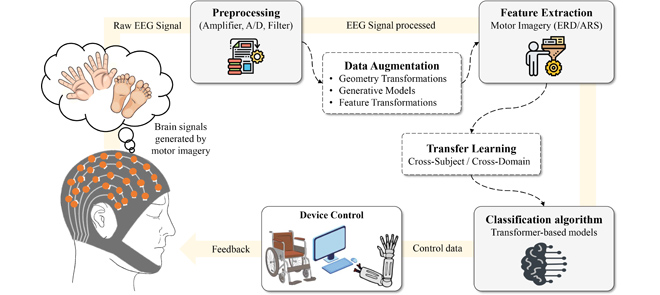 Raw EEG Signal
Preprocessing
(Amplifier, A/D, Filter)
EEG Signal processed
Feature Extraction
Motor Imagery (ERD/ARS)
Data Augmentation
• Geometry Transformations
• Generative Models
• Feature Transformations
Brain signals
generated by
motor imagery
Transfer Learning
Cross-Subject / Cross-Domain
Device Control
Feedback
Control data
Classification algorithm
Transformer-based models